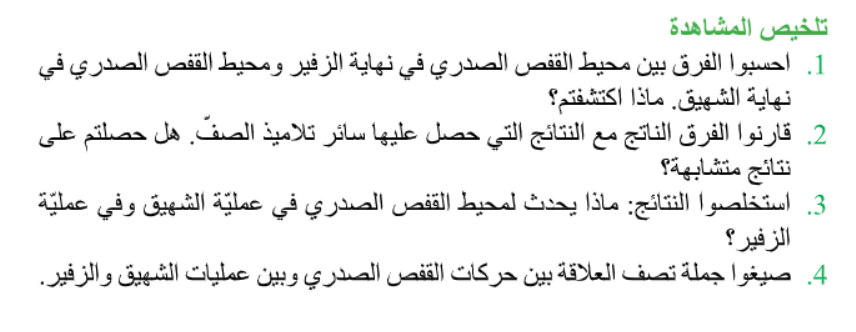 تلخيص المشاهدة
1. احسبوا الفرق بين محيط القفص الصدري في نهاية الزفير ومحيط القفص الصدري في
نهاية الشهيق. ماذا اكتشفتم؟
2. قارنوا الفرق الناتج مع النتائج التي حصل عليها سائر تلاميذ الصفّ. هل حصلتم على
نتائج متشابهة؟
3. استخلصوا النتائج: ماذا يحدث لمحيط القفص الصدري في عمليّة الشهيق وفي عمليّة
الزفير؟
4. صيغوا جملة تصف العلاقة بين حركات القفص الصدري وبين عمليات الشهيق والزفير.